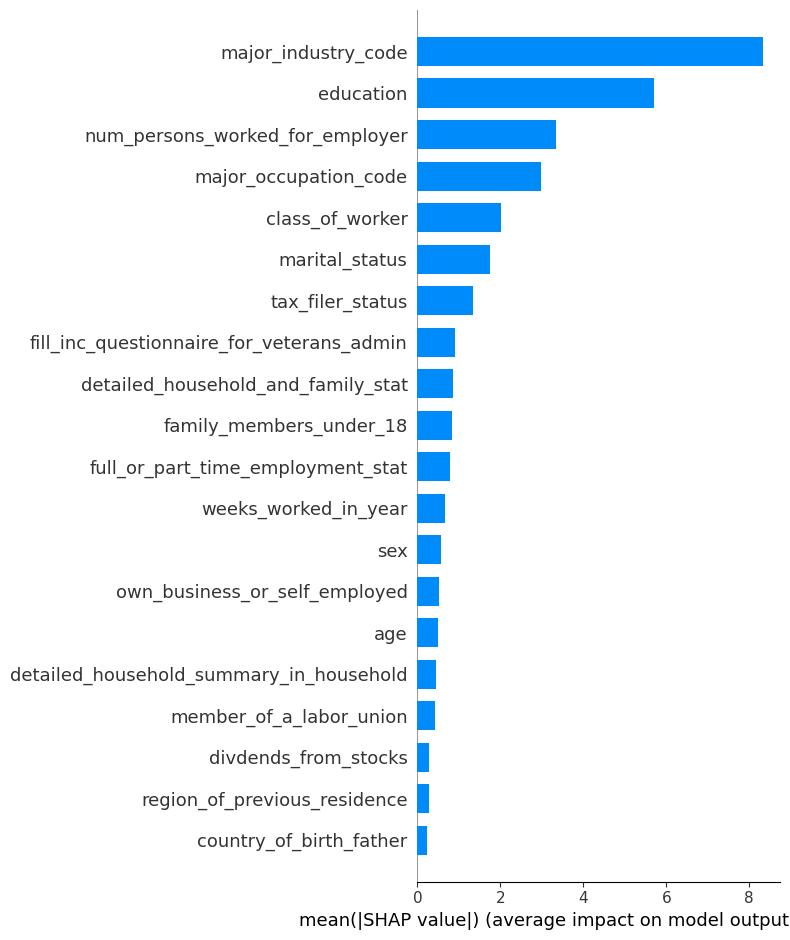 major_industry_code
education
num_persons_worked_for_employer
major_occupation_code
class_of_worker
marital_status
tax_filer_status
fill_inc_questionnaire_for_veterans_admin
detailed_household_and_family_stat
family_members_under_18
full_or_part_time_employment_stat
weeks_worked_in_year
sex
own_business_or_self_employed
age
detailed_household_summary_in_household
member_of_a_labor_union
divdends_from_stocks
region_of_previous_residence
country_of_birth_father
0 2 4 6 8
mean(|SHAP value|) (average impact on model output